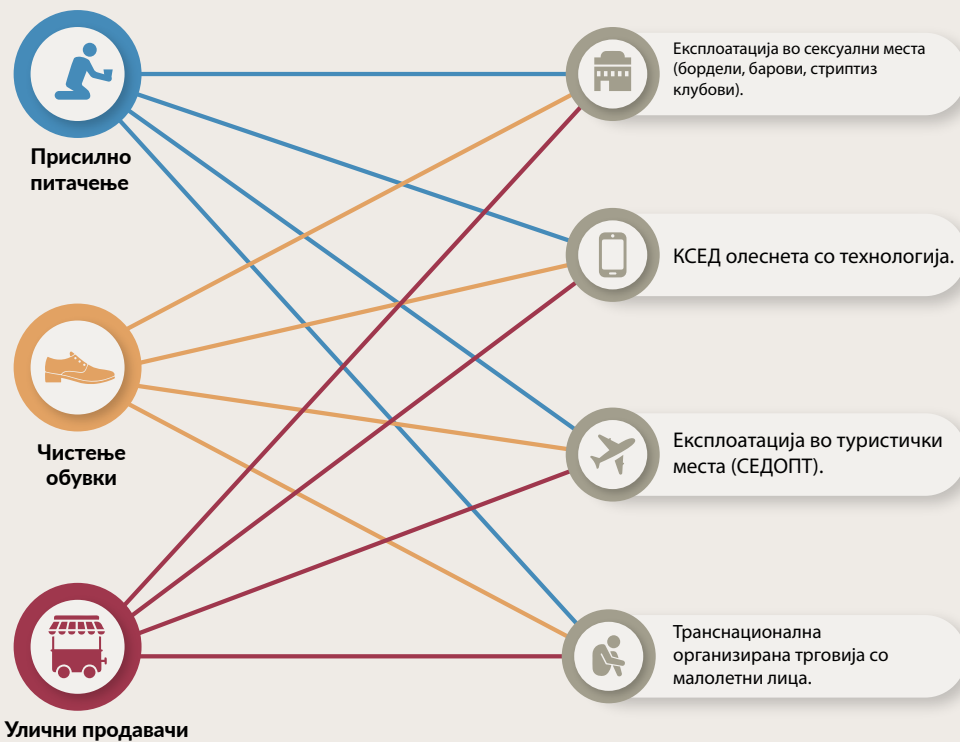 Присилно
питачење
Чистење
обувки
Улични продавачи
Експлоатација во сексуални места
(бордели, барови, стриптиз
клубови).
КСЕД олеснета со технологија.
Експлоатација во туристички
места (СЕДОПТ).
Транснационална
организирана трговија со
малолетни лица.